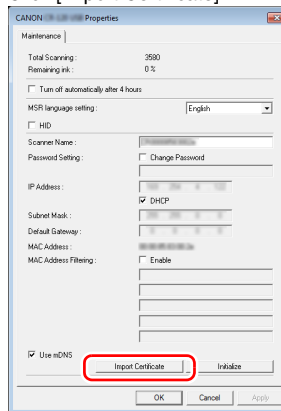 CANON Properties
Maintenance
Total Scanning : 3580
Remaining ink : 0 %
Turn off automatically after 4 hours
MSR language setting : English
HID
Scanner Name :
Password Setting : Change Password
IP Address :
DHCP
Subnet Mask :
Default Gateway :
MAC Address :
MAC Address Filtering : Enable
Use mDNS
Import Certificate Initialize
OK Cancel Apply